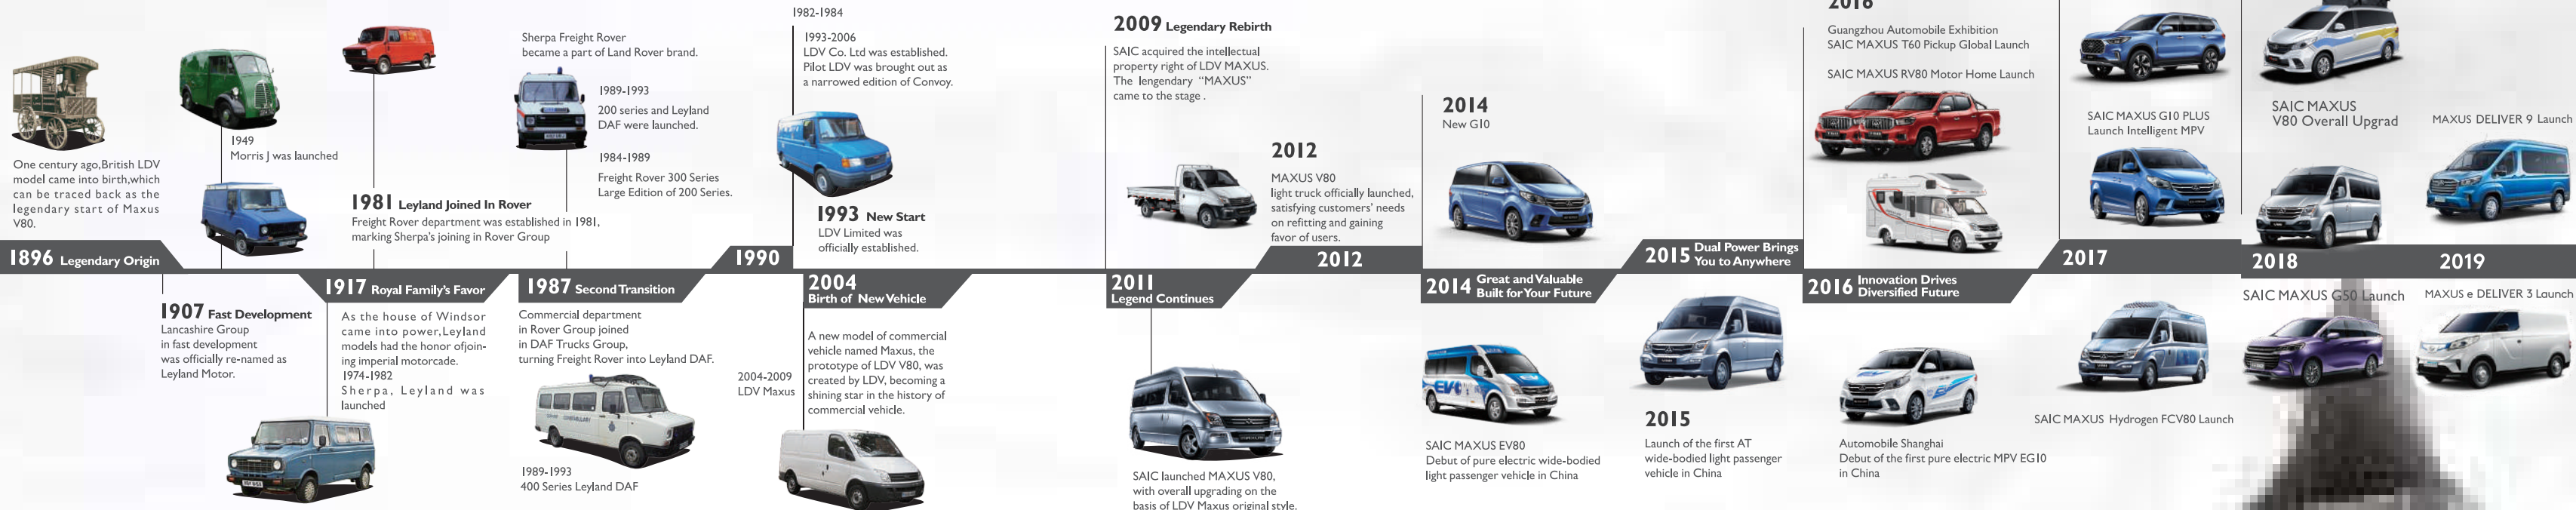 One century ago,British LDV
model came into birth,which
can be traced back as the
legendary start of Maxus
V80.
1896 Legendary Origin
1907 Fast Development
Lancashire Group
in fast development
was officially re-named as
Leyland Motor.
1949
Morris J was launched
1917 Royal Family's Favor
As the house of Windsor
came into power,Leyland
models had the honor ofjoin-
ing imperial motorcade.
1974-1982
Sherpa, Leyland was
launched
1981 Leyland Joined In Rover
Freight Rover department was established in 1981,
marking Sherpa's joining in Rover Group
Sherpa Freight Rover
became a part of Land Rover brand.
1989-1993
200 series and Leyland
DAF were launched.
1984-1989
Freight Rover 300 Series
Large Edition of 200 Series.
1987 Second Transition
Commercial department
in Rover Group joined
in DAF Trucks Group,
turning Freight Rover into Leyland DAF.
1989-1993
400 Series Leyland DAF
1990
1982-1984
1993-2006
LDV Co. Ltd was established.
Pilot LDV was brought out as
a narrowed edition of Convoy.
1993 New Start
LDV Limited was
officially established.
2004
Birth of New Vehicle
A new model of commercial
vehicle named Maxus, the
prototype of LDV V80, was
created by LDV, becoming a
shining star in the history of
commercial vehicle.
2004-2009
LDV Maxus
2009 Legendary Rebirth
SAIC acquired the intellectual
property right of LDV MAXUS.
The lengendary "MAXUS"
came to the stage .
2011
Legend Continues
SAIC launched MAXUS V80,
with overall upgrading on the
basis of LDV Maxus original style.
2012
MAXUS V80
light truck officially launched,
satisfying customers' needs
on refitting and gaining
favor of users.
2012
2014
New G10
2014 Great and Valuable
Built for Your Future
EV
SAIC MAXUS EV80
Debut of pure electric wide-bodied
light passenger vehicle in China
2015 Dual Power Brings
You to Anywhere
2015
Launch of the first AT
wide-bodied light passenger
vehicle in China
2016
Guangzhou Automobile Exhibition
SAIC MAXUS T60 Pickup Global Launch
SAIC MAXUS RV80 Motor Home Launch
2016 Innovation Drives
Diversified Future
Automobile Shanghai
Debut of the first pure electric MPV EG10
in China
SAIC MAXUS G10 PLUS
Launch Intelligent MPV
2017
SAIC MAXUS Hydrogen FCV80 Launch
SAIC MAXUS
V80 Overall Upgrad
2018
SAIC MAXUS G50 Launch
MAXUS DELIVER 9 Launch
2019
MAXUS e DELIVER 3 Launch